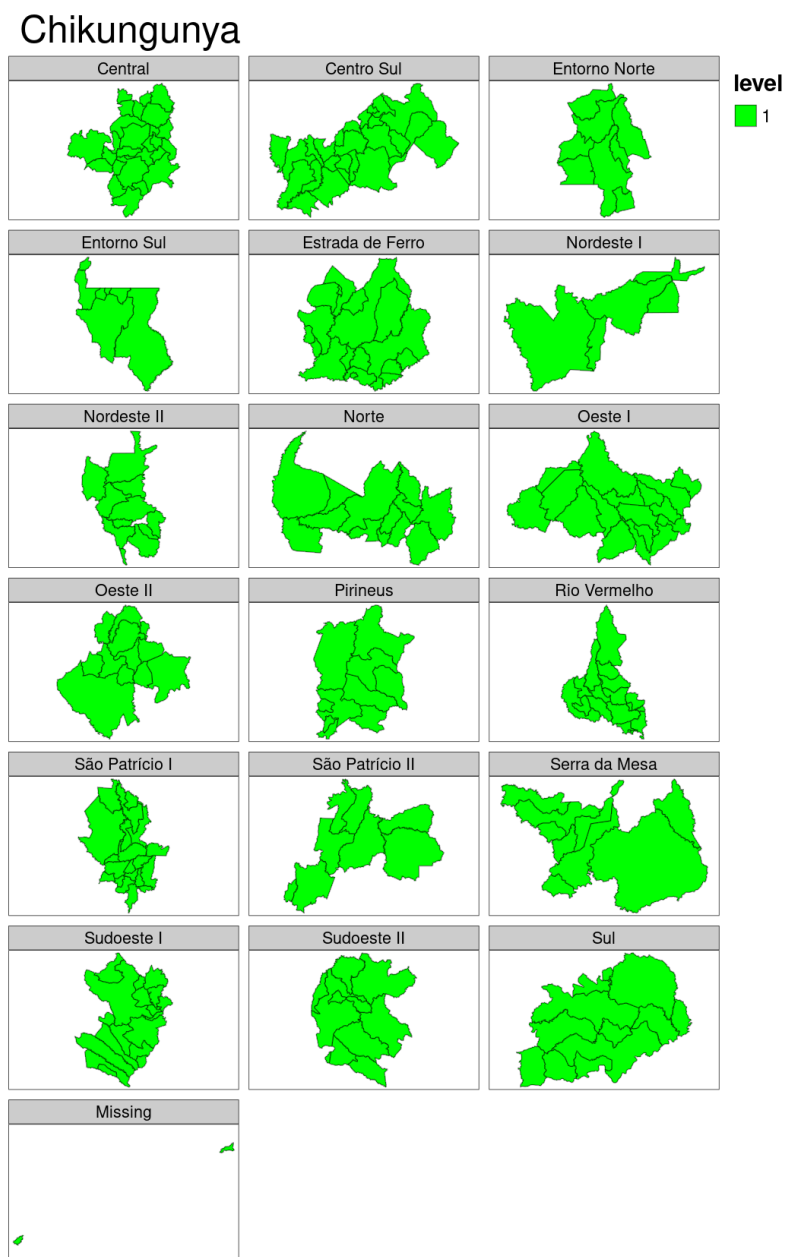 Chikungunya
Central
Centro Sul
Entorno Norte
level
1
Entorno Sul
Estrada de Ferro
Nordeste I
Nordeste II
Norte
Oeste I
Oeste II
Pirineus
Rio Vermelho
São Patrício I
São Patrício II
Serra da Mesa
Sudoeste I
Sudoeste II
Sul
Missing